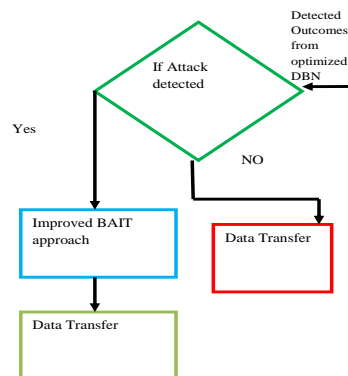 Detected
Outcomes
from
optimized
DBN
If Attack
detected
Yes
NO
Improved BAIT
approach
Data Transfer
Data Transfer